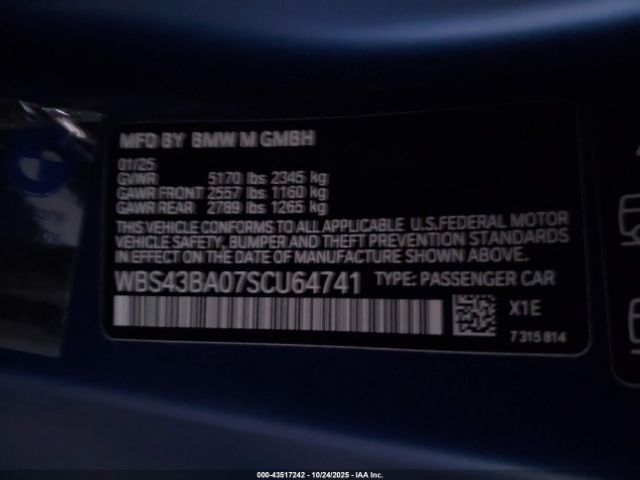 MFD BY BMW M GMBH
01/25
GVWR 5170 lbs 2345 kg
GAWR FRONT 2557 lbs 1160 kg
GAWR REAR 2789 lbs 1265 kg
THIS VEHICLE CONFORMS TO ALL APPLICABLE U.S.FEDERAL MOTOR
VEHICLE SAFETY, BUMPER AND THEFT PREVENTION STANDARDS
IN EFFECT ON THE DATE OF MANUFACTURE SHOWN ABOVE.
WBS43BA07SCU64741 TYPE: PASSENGER CAR
X1E
7 315 814
000-43517242 - 10/24/2025 - IAA Inc.